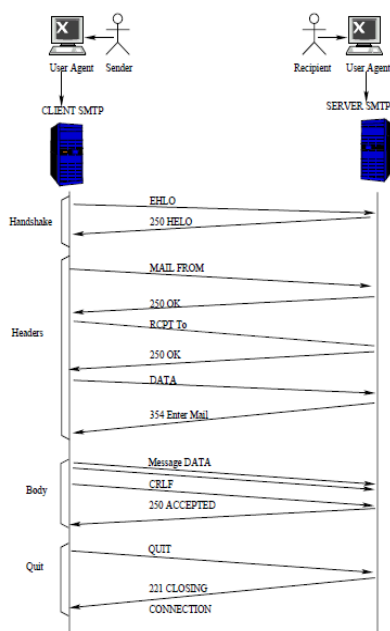 User Agent Sender Recipient User Agent
CLIENT SMTP SERVER SMTP
EHLO
Handshake
250 HELO
MAIL FROM
250 OK
Headers
RCPT To
250 OK
DATA
354 Enter Mail
Message DATA
Body
CRLF
250 ACCEPTED
QUIT
Quit
221 CLOSING
CONNECTION